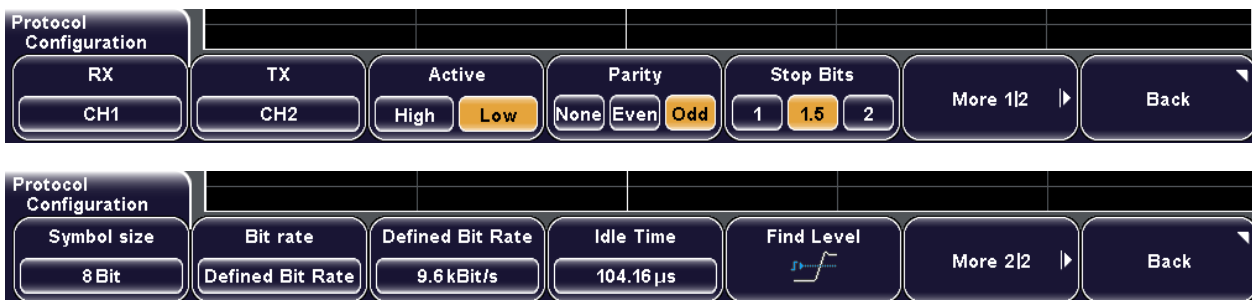 Protocol
Configuration
RX TX Active Parity Stop Bits More 1|2 Back
CH1 CH2 High Low None Even Odd 1 1.5 2
Protocol
Configuration
Symbol size Bit rate Defined Bit Rate Idle Time Find Level More 2|2 Back
8 Bit Defined Bit Rate 9.6 kBit/s 104.16 µs